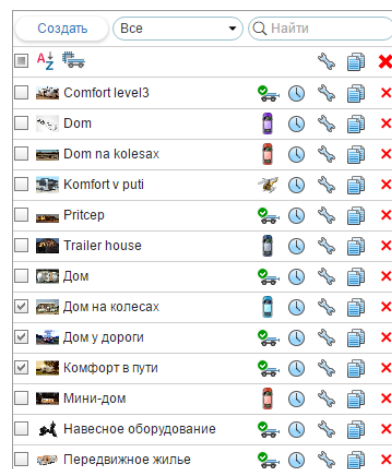 Создать Все Найти
A Z
Comfort level3
Dom
Dom na kolesax
Komfort v puti
Pritcep
Trailer house
Дом
Дом на колесах
Дом у дороги
Комфорт в пути
Мини-дом
Навесное оборудование
Передвижное жилье